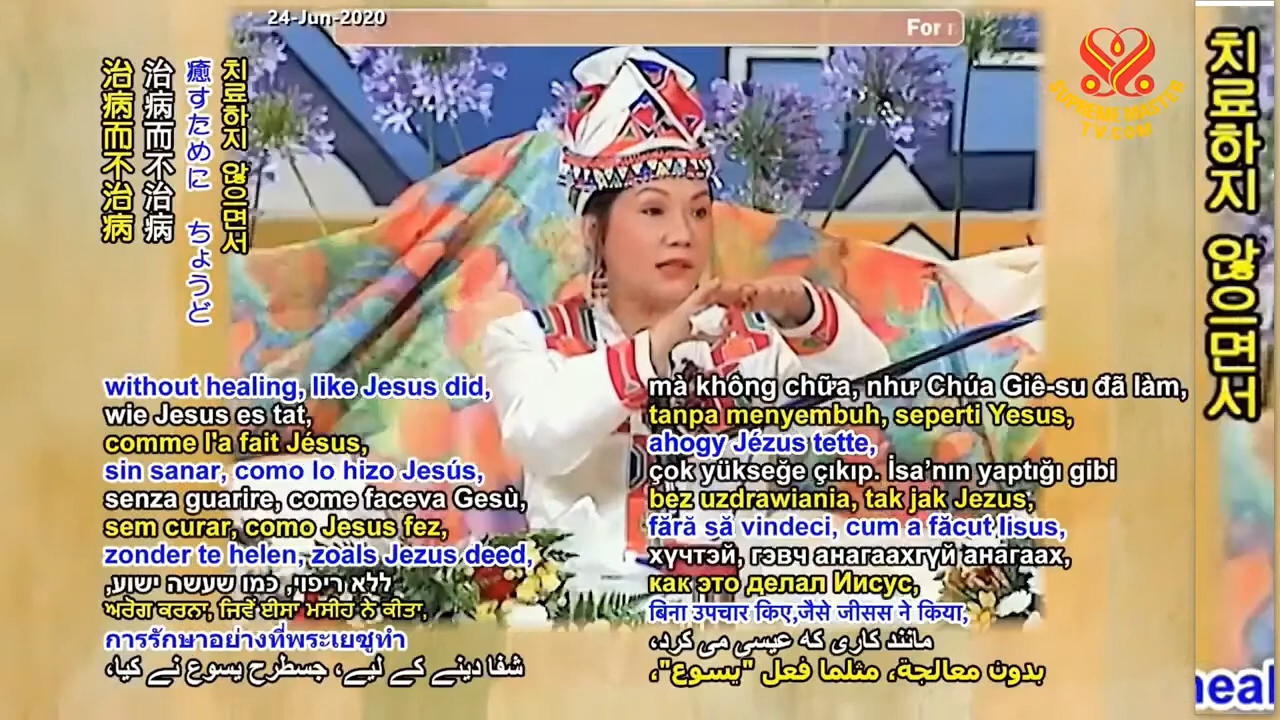 24-Jun-2020
For
SUPREME MASTER
TV.COM
치료하지 않으면서
癒すために ちょうど
治病而不治病
治病而不治病
without healing, like Jesus did,
wie Jesus es tat,
comme l'a fait Jésus,
sin sanar, como lo hizo Jesús,
senza guarire, come faceva Gesù,
sem curar, como Jesus fez,
zonder te helen, zoals Jezus deed,
ללא ריפוי, כמו שעשה ישוע,
ਅਰੋਗ ਕਰਨਾ, ਜਿਵੇਂ ਈਸਾ ਮਸੀਹ ਨੇ ਕੀਤਾ,
การรักษาอย่างที่พระเยซูทำ
شفا دینے کے لیے، جسطرح یسوع نے کیا،
mà không chữa, như Chúa Giê-su đã làm,
tanpa menyembuh, seperti Yesus,
ahogy Jézus tette,
çok yükseğe çıkıp. İsa’nın yaptığı gibi
bez uzdrawiania, tak jak Jezus,
fără să vindeci, cum a făcut Iisus,
хүчтэй, гэвч анагаахгүй анагаах,
как это делал Иисус,
बिना उपचार किए,जैसे जीसस ने किया,
مانند کاری که عیسی می کرد،
بدون معالجة، مثلما فعل "يسوع"،
치료하지 않으면서
heal